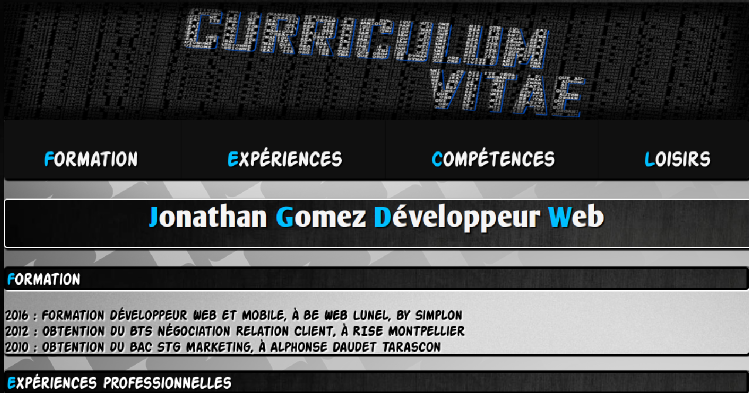 CURRICULUM
VITAE
FORMATION EXPÉRIENCES COMPÉTENCES LOISIRS
Jonathan Gomez Développeur Web
FORMATION
2016 : FORMATION DÉVELOPPEUR WEB ET MOBILE, À BE WEB LUNEL, BY SIMPLON
2012 : OBTENTION DU BTS NÉGOCIATION RELATION CLIENT, À RISE MONTPELLIER
2010 : OBTENTION DU BAC STG MARKETING, À ALPHONSE DAUDET TARASCON
EXPÉRIENCES PROFESSIONNELLES